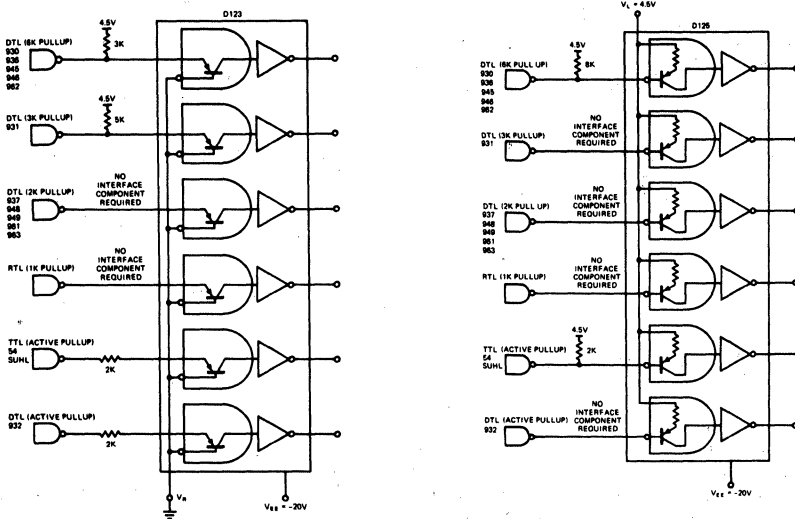 D123
4.5V
3K
DTL (6K PULLUP)
930
936
945
946
962
4.5V
5K
DTL (3K PULLUP)
931
NO
INTERFACE
COMPONENT
REQUIRED
DTL (2K PULLUP)
937
948
949
961
963
NO
INTERFACE
COMPONENT
REQUIRED
RTL (1K PULLUP)
TTL (ACTIVE PULLUP)
54
SUHL
2K
DTL (ACTIVE PULLUP)
932
2K
VR
VEE = -20V
VL = 4.5V
D125
4.5V
8K
DTL (6K PULL UP)
930
936
945
946
962
NO
INTERFACE
COMPONENT
REQUIRED
DTL (3K PULLUP)
931
NO
INTERFACE
COMPONENT
REQUIRED
DTL (2K PULL UP)
937
948
949
961
963
NO
INTERFACE
COMPONENT
REQUIRED
RTL (1K PULLUP)
4.5V
2K
TTL (ACTIVE PULLUP)
54
SUHL
NO
INTERFACE
COMPONENT
REQUIRED
DTL (ACTIVE PULLUP)
932
VEE = -20V